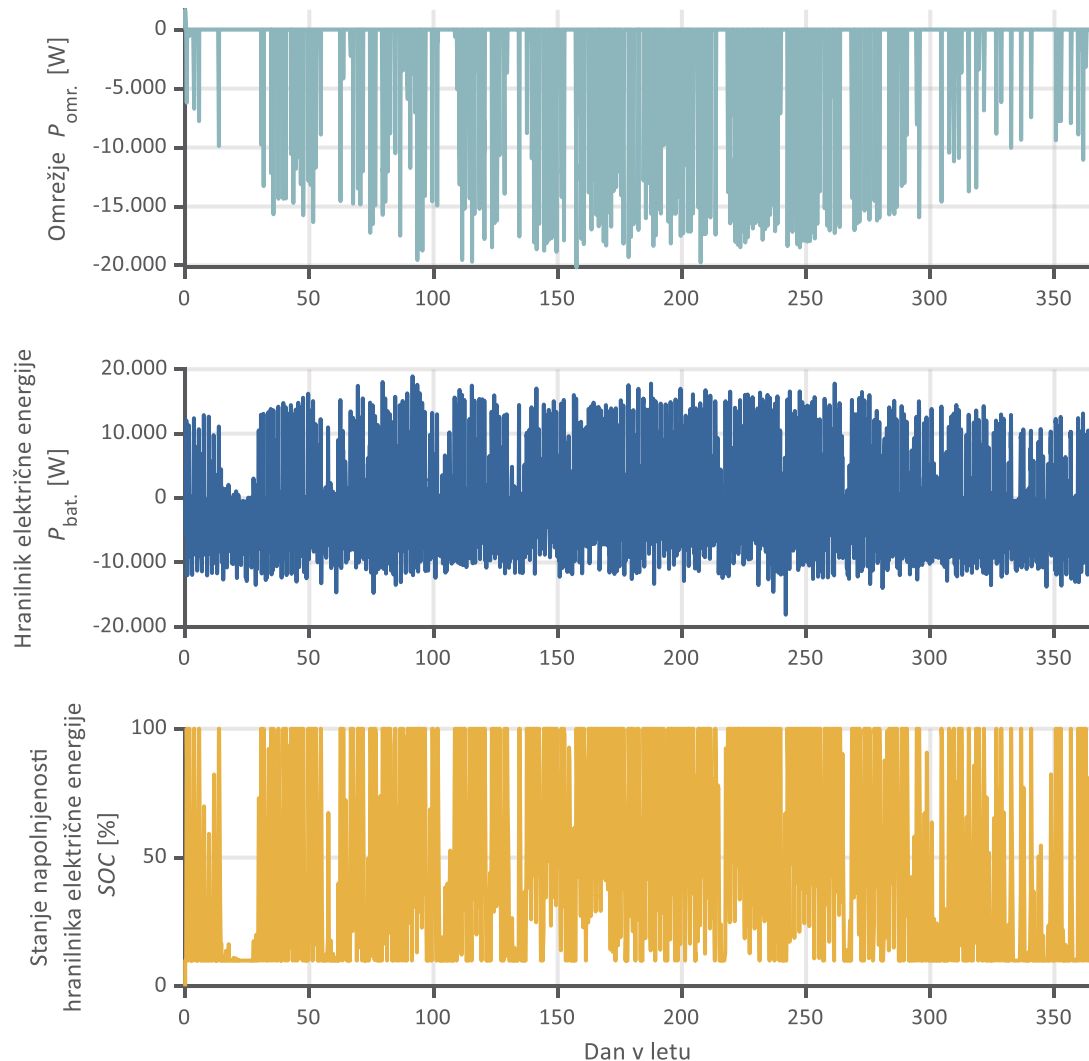 Omrežje P omr. [W]
0
-5.000
-10.000
-15.000
-20.000
0 50 100 150 200 250 300 350
Hranilnik električne energije
P bat. [W]
20.000
10.000
0
-10.000
-20.000
0 50 100 150 200 250 300 350
Stanje napolnjenosti
hranilnika električne energije
SOC [%]
100
50
0
0 50 100 150 200 250 300 350
Dan v letu